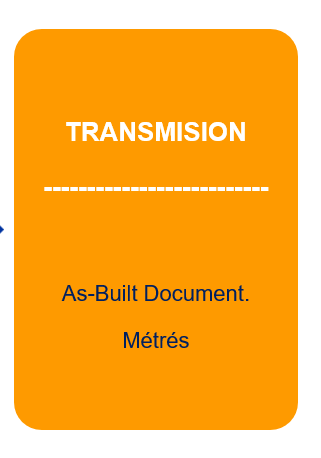 TRANSMISION
--------------------------
As-Built Document.
Métrés